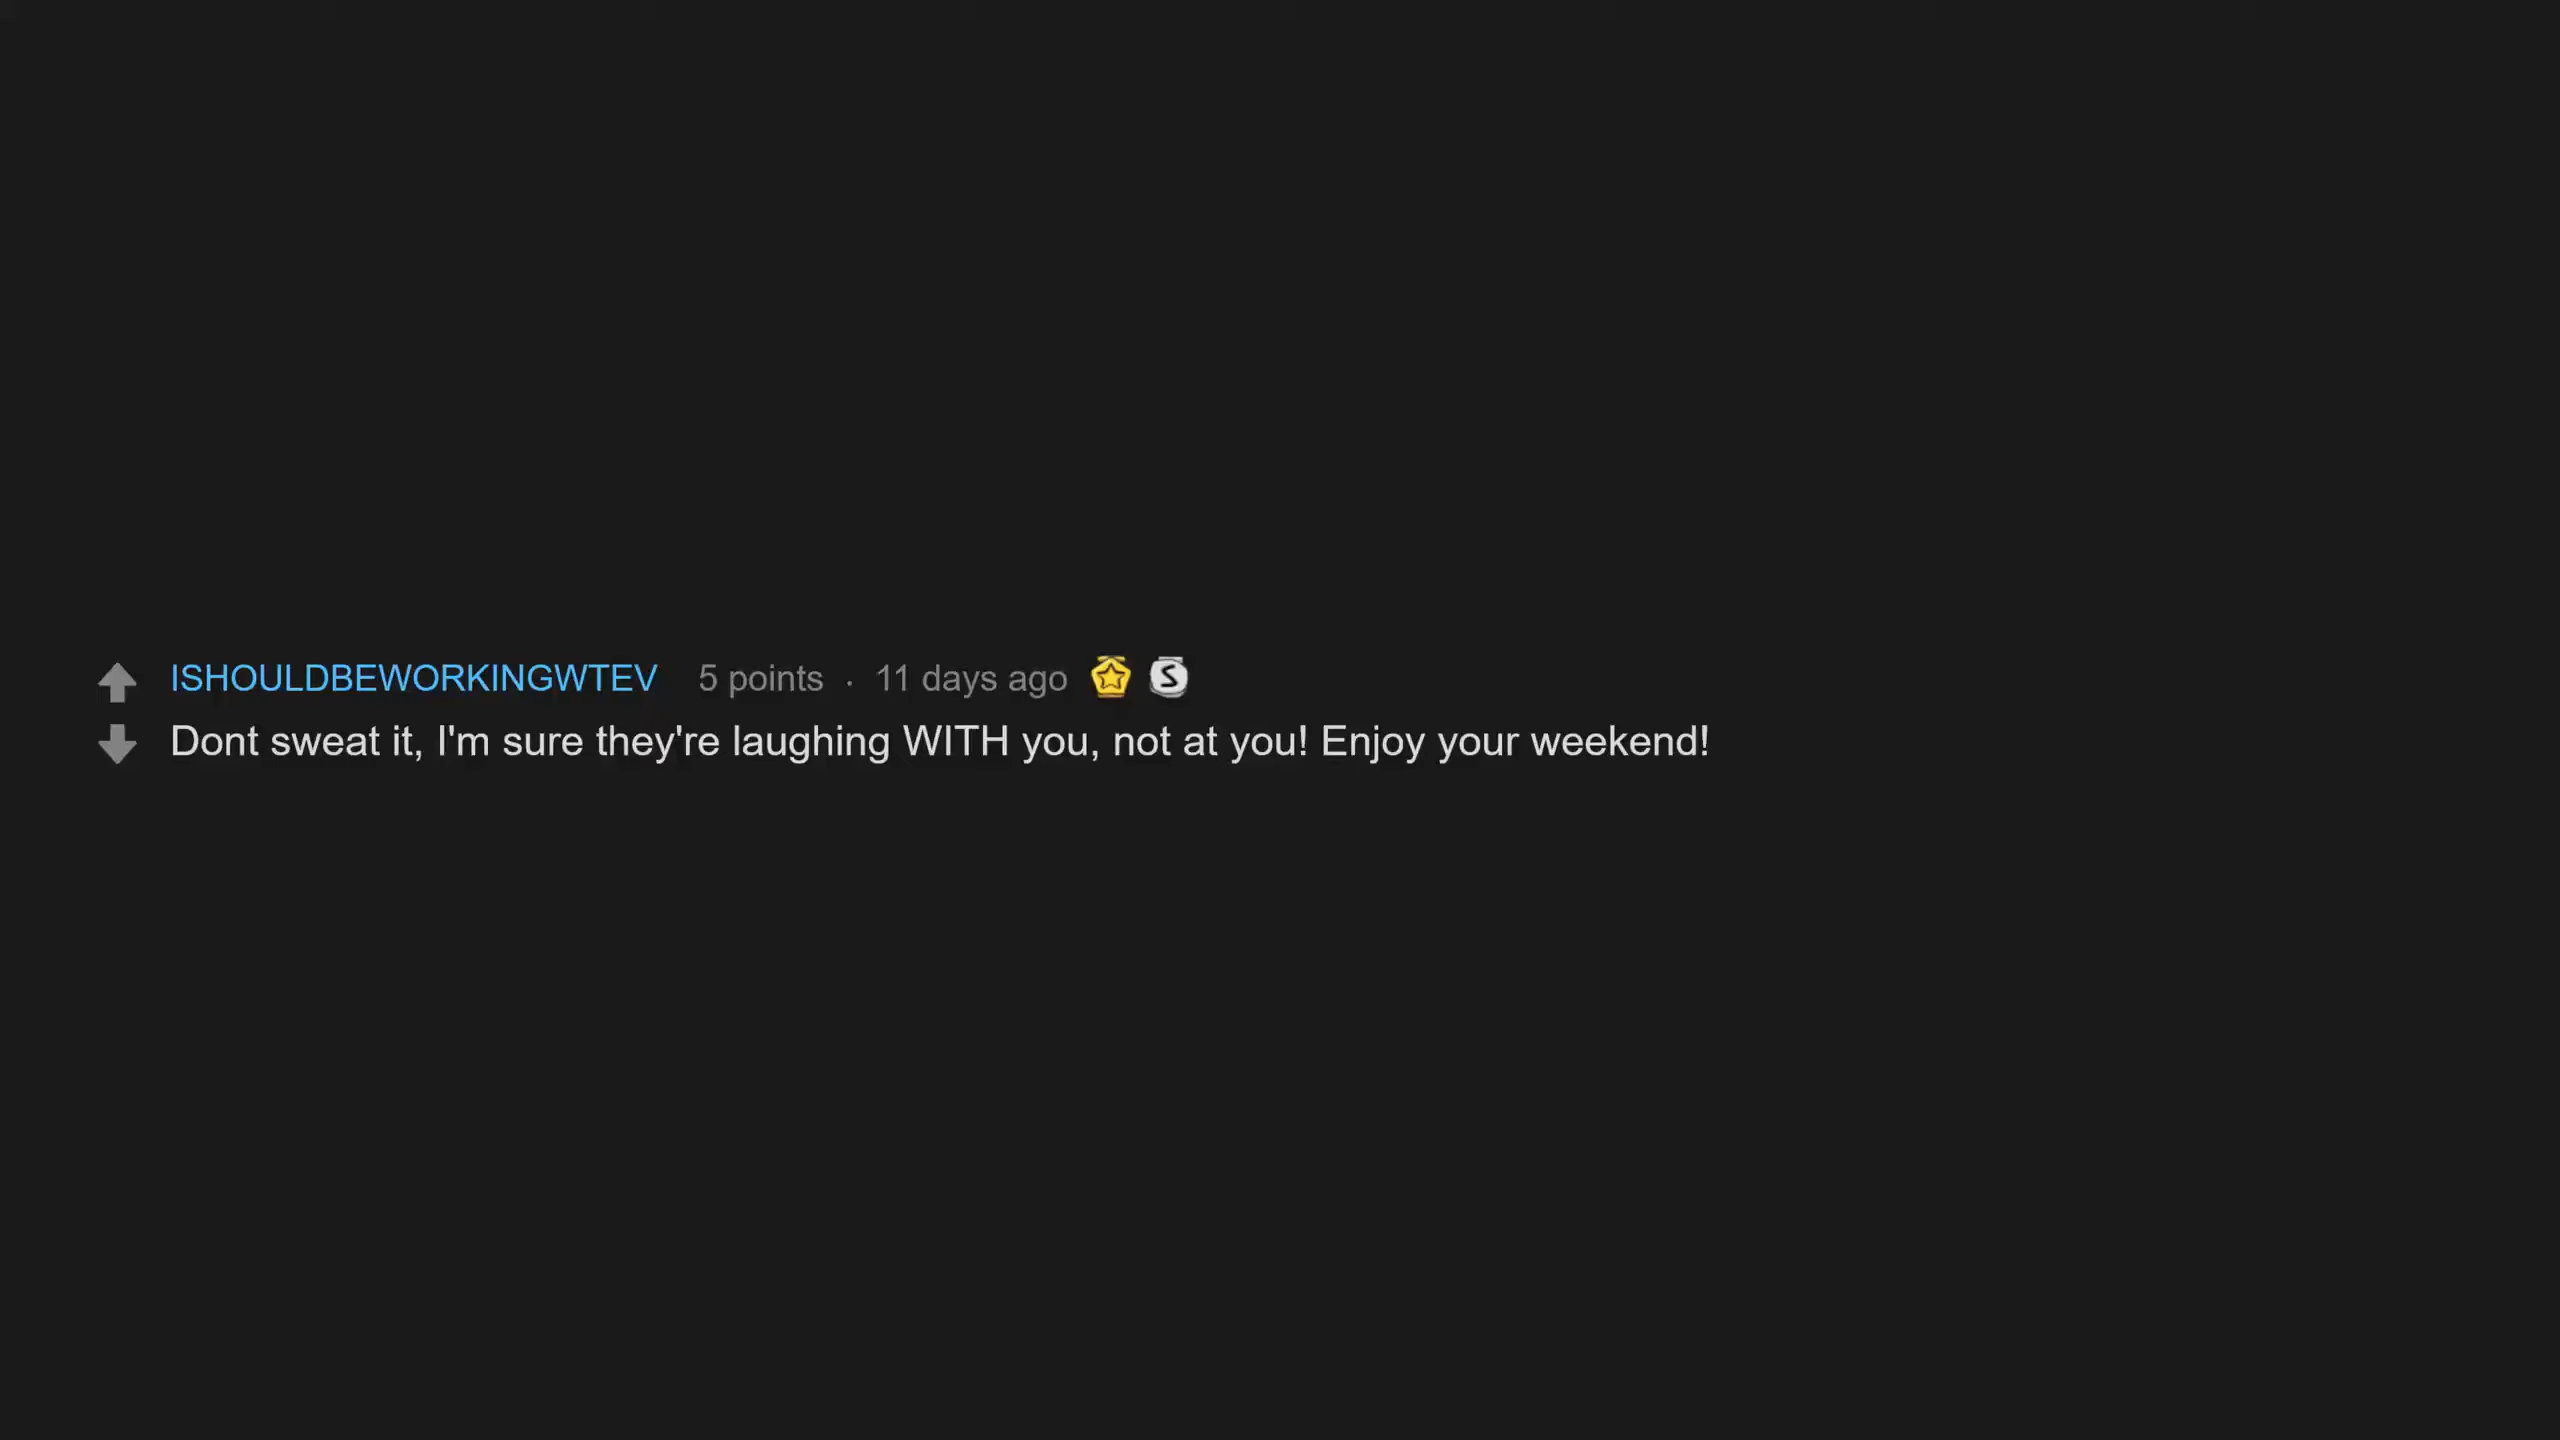 ISHOULDBEWORKINGWTEV 5 points · 11 days ago S
Dont sweat it, I'm sure they're laughing WITH you, not at you! Enjoy your weekend!